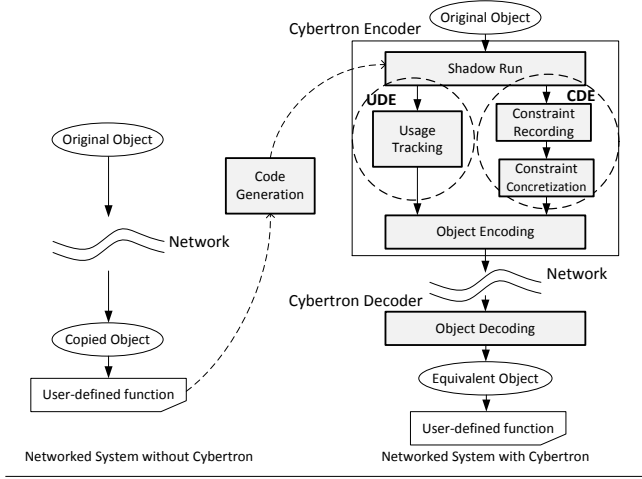 Original Object
Network
Copied Object
User-defined function
Networked System without Cybertron
Code
Generation
Original Object
Cybertron Encoder
Shadow Run
UDE
CDE
Usage
Tracking
Constraint
Recording
Constraint
Concretization
Object Encoding
Network
Cybertron Decoder
Object Decoding
Equivalent Object
User-defined function
Networked System with Cybertron